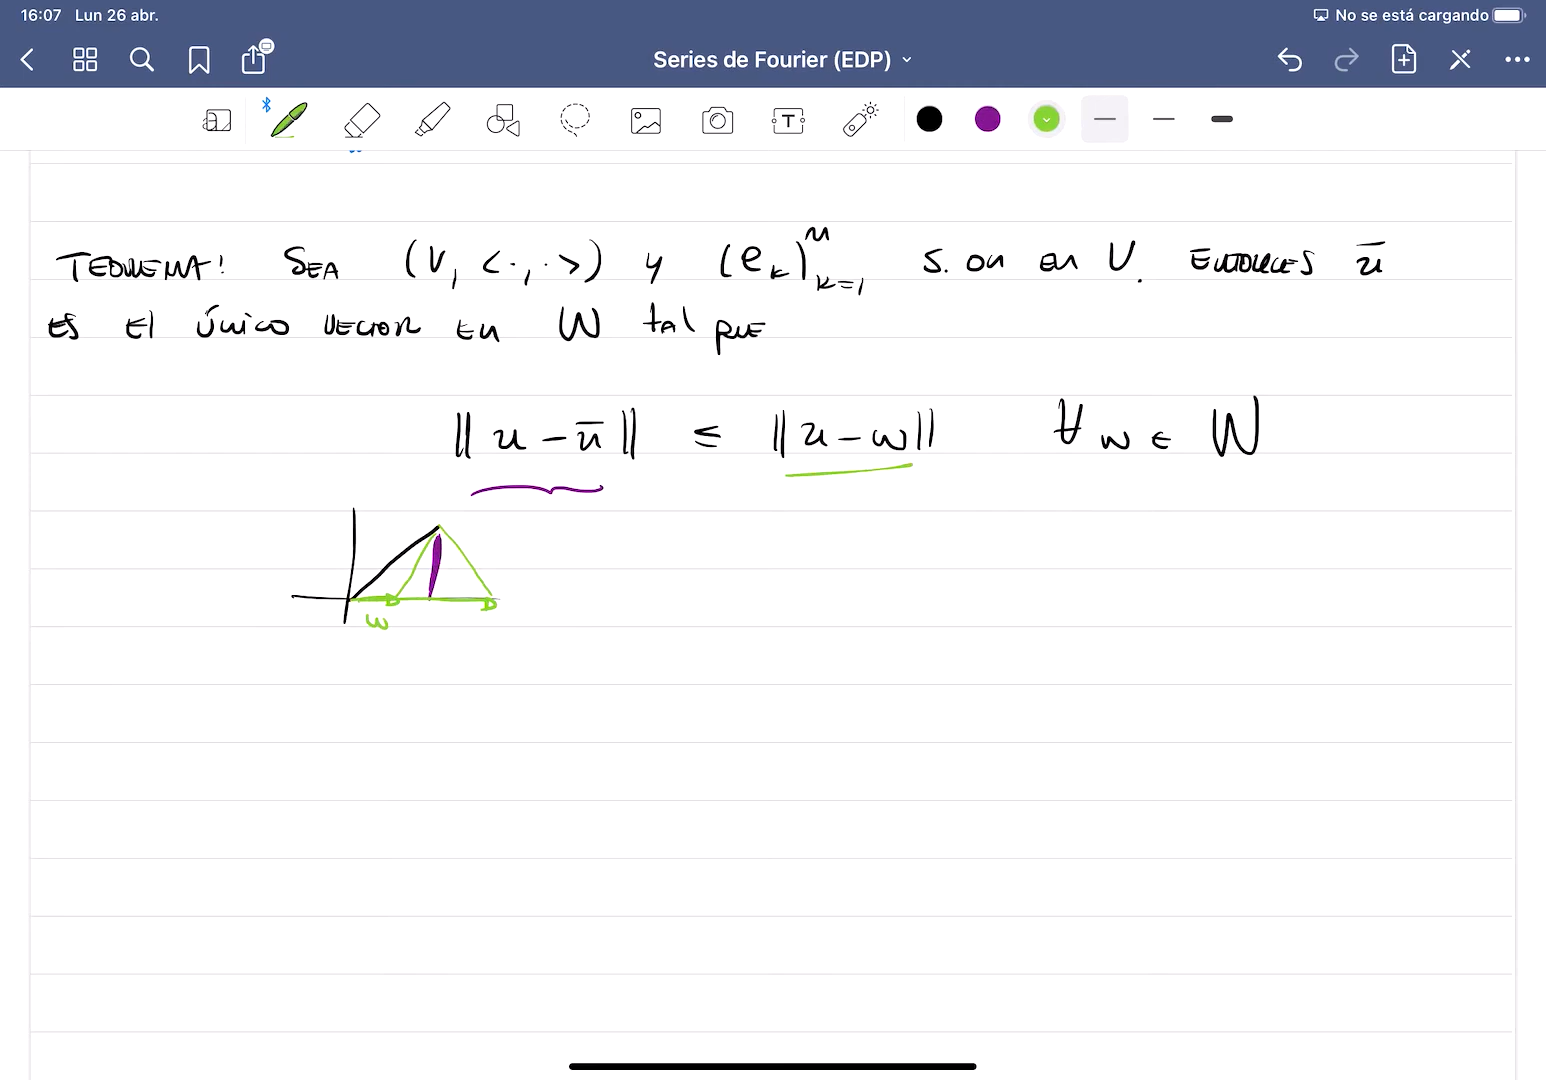 16:07 Lun 26 abr. No se está cargando
Series de Fourier (EDP)
TEOREMA: SEA (V, <·,·>) y (e_k)_{k=1}^n S. ON EN V. ENTONCES ū
ES El único VECTOR EN W tal que
|| u - ū || ≤ || u - w || ∀ w ∈ W
w